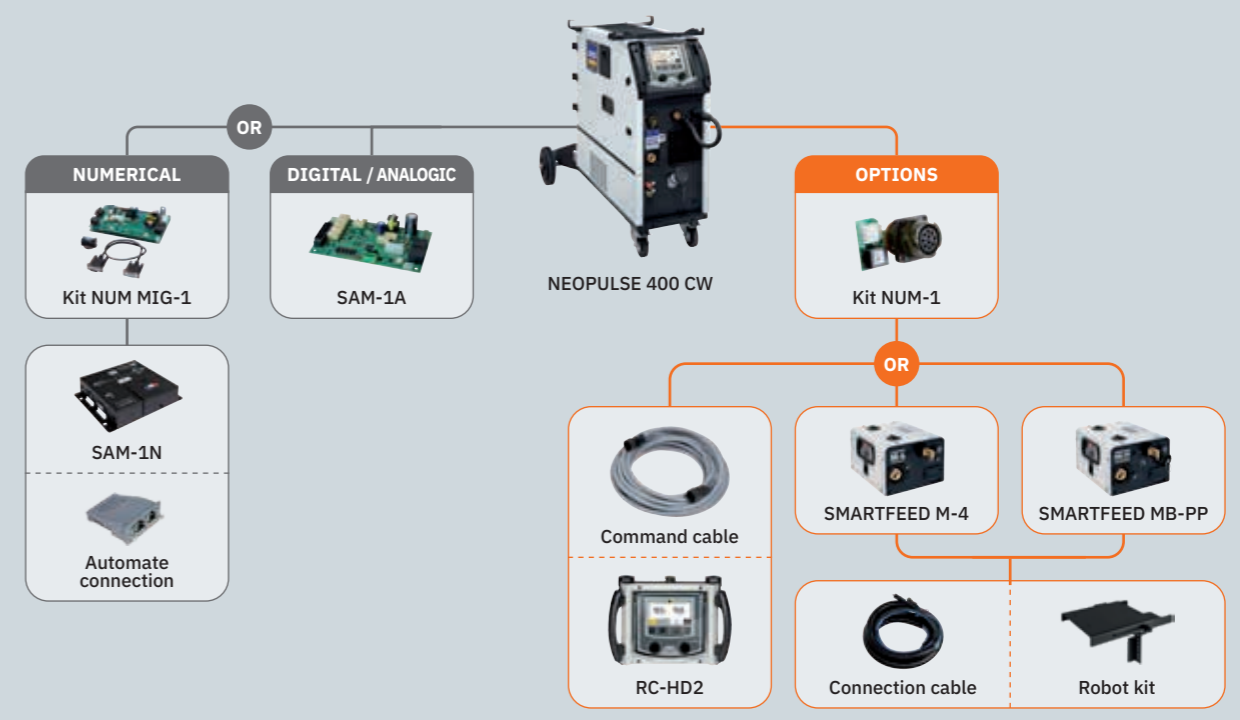 NEOPULSE 400 CW
OR
NUMERICAL
Kit NUM MIG-1
DIGITAL / ANALOGIC
SAM-1A
SAM-1N
Automate
connection
OPTIONS
Kit NUM-1
OR
Command cable
RC-HD2
SMARTFEED M-4
SMARTFEED MB-PP
Connection cable
Robot kit